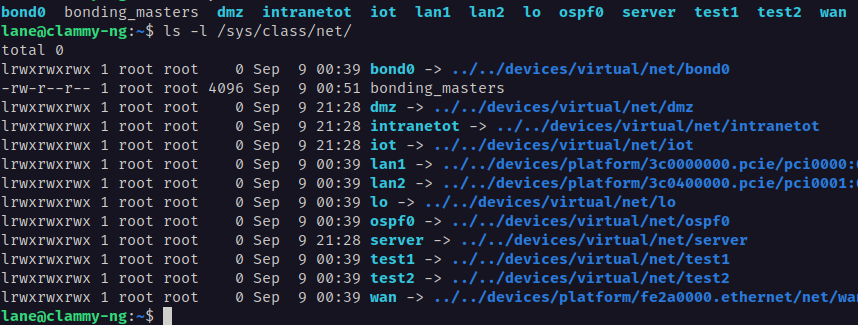 bond0  bonding_masters  dmz  intranetot  iot  lan1  lan2  lo  ospf0  server  test1  test2  wan
lane@clammy-ng:~$ ls -l /sys/class/net/
total 0
lrwxrwxrwx 1 root root    0 Sep  9 00:39 bond0 -> ../../devices/virtual/net/bond0
-rw-r--r-- 1 root root 4096 Sep  9 00:51 bonding_masters
lrwxrwxrwx 1 root root    0 Sep  9 21:28 dmz -> ../../devices/virtual/net/dmz
lrwxrwxrwx 1 root root    0 Sep  9 21:28 intranetot -> ../../devices/virtual/net/intranetot
lrwxrwxrwx 1 root root    0 Sep  9 21:28 iot -> ../../devices/virtual/net/iot
lrwxrwxrwx 1 root root    0 Sep  9 00:39 lan1 -> ../../devices/platform/3c0000000.pcie/pci0000:
lrwxrwxrwx 1 root root    0 Sep  9 00:39 lan2 -> ../../devices/platform/3c0400000.pcie/pci0001:
lrwxrwxrwx 1 root root    0 Sep  9 00:39 lo -> ../../devices/virtual/net/lo
lrwxrwxrwx 1 root root    0 Sep  9 00:39 ospf0 -> ../../devices/virtual/net/ospf0
lrwxrwxrwx 1 root root    0 Sep  9 21:28 server -> ../../devices/virtual/net/server
lrwxrwxrwx 1 root root    0 Sep  9 00:39 test1 -> ../../devices/virtual/net/test1
lrwxrwxrwx 1 root root    0 Sep  9 00:39 test2 -> ../../devices/virtual/net/test2
lrwxrwxrwx 1 root root    0 Sep  9 00:39 wan -> ../../devices/platform/fe2a0000.ethernet/net/wan
lane@clammy-ng:~$